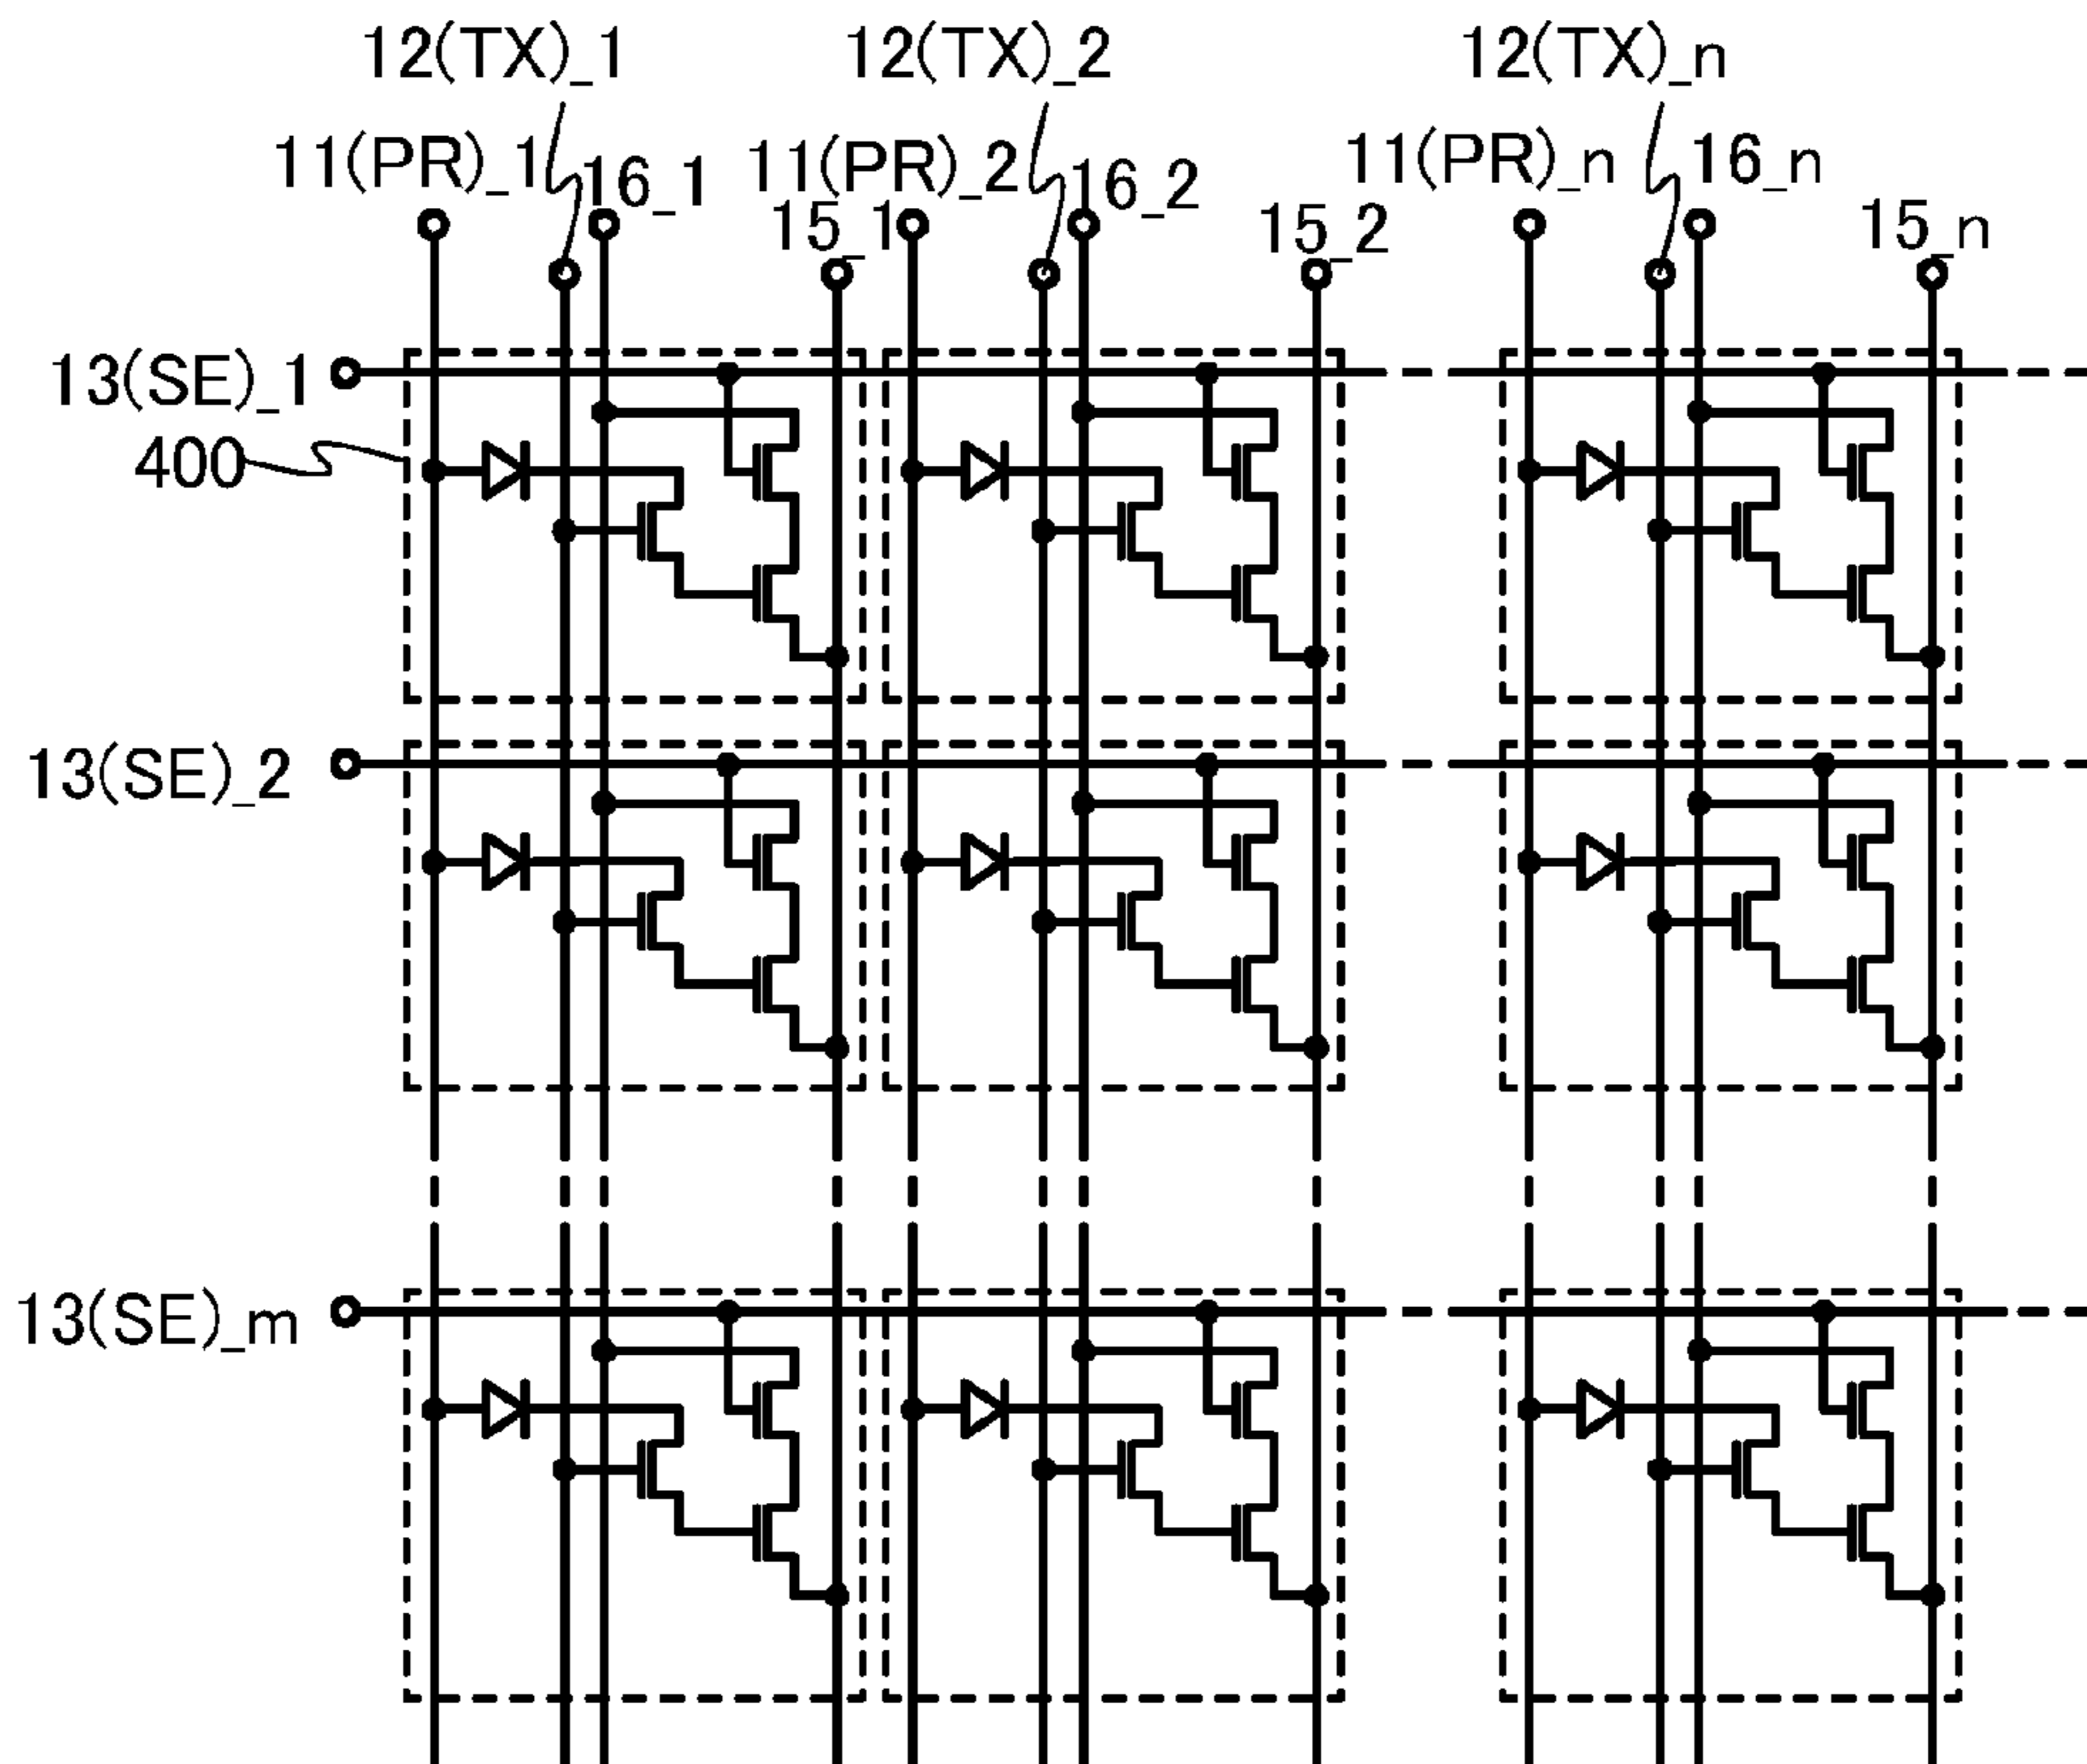 12(TX)_1 12(TX)_2 12(TX)_n
11(PR)_1 16_1 11(PR)_2 16_2 11(PR)_n 16_n
15_1 15_2 15_n
13(SE)_1
400
13(SE)_2
13(SE)_m